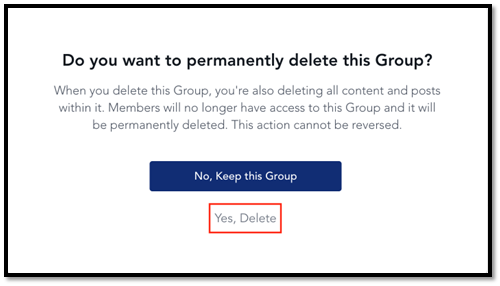 Do you want to permanently delete this Group?
When you delete this Group, you're also deleting all content and posts
within it. Members will no longer have access to this Group and it will
be permanently deleted. This action cannot be reversed.
No, Keep this Group
Yes, Delete